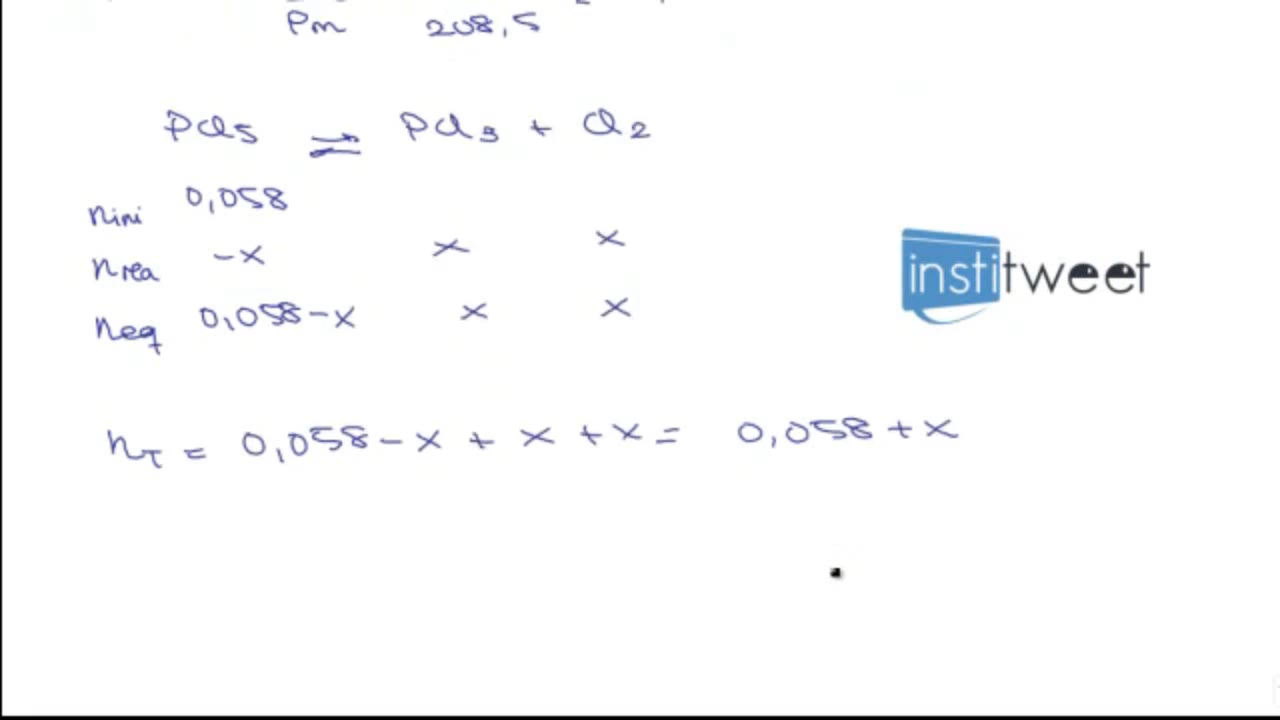 Pm 208,5
PCl5 ⇌ PCl3 + Cl2
nini 0,058
nrea -x x x
neq 0,058-x x x
institweet
nT = 0,058-x + x + x = 0,058 + x